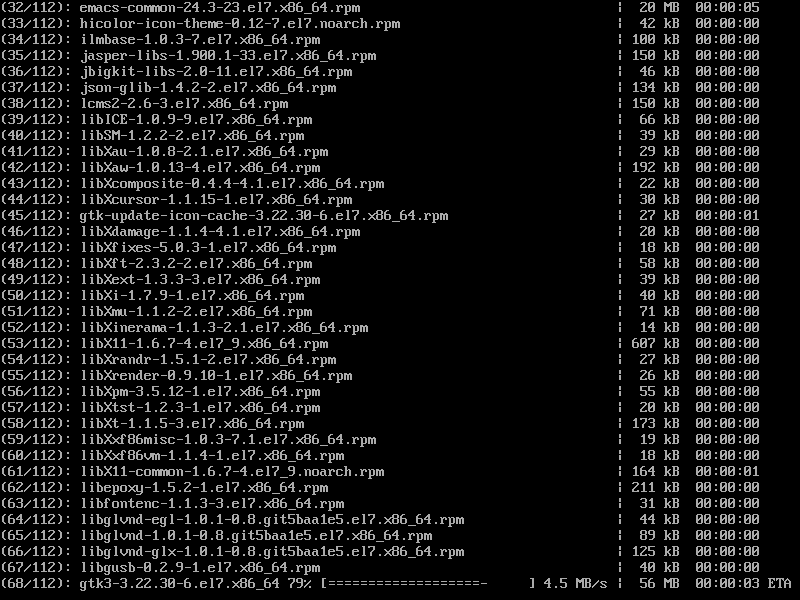 (32/112): emacs-common-24.3-23.el7.x86_64.rpm | 20 MB 00:00:05
(33/112): hicolor-icon-theme-0.12-7.el7.noarch.rpm | 42 kB 00:00:00
(34/112): ilmbase-1.0.3-7.el7.x86_64.rpm | 100 kB 00:00:00
(35/112): jasper-libs-1.900.1-33.el7.x86_64.rpm | 150 kB 00:00:00
(36/112): jbigkit-libs-2.0-11.el7.x86_64.rpm | 46 kB 00:00:00
(37/112): json-glib-1.4.2-2.el7.x86_64.rpm | 134 kB 00:00:00
(38/112): lcms2-2.6-3.el7.x86_64.rpm | 150 kB 00:00:00
(39/112): libICE-1.0.9-9.el7.x86_64.rpm | 66 kB 00:00:00
(40/112): libSM-1.2.2-2.el7.x86_64.rpm | 39 kB 00:00:00
(41/112): libXau-1.0.8-2.1.el7.x86_64.rpm | 29 kB 00:00:00
(42/112): libXaw-1.0.13-4.el7.x86_64.rpm | 192 kB 00:00:00
(43/112): libXcomposite-0.4.4-4.1.el7.x86_64.rpm | 22 kB 00:00:00
(44/112): libXcursor-1.1.15-1.el7.x86_64.rpm | 30 kB 00:00:00
(45/112): gtk-update-icon-cache-3.22.30-6.el7.x86_64.rpm | 27 kB 00:00:01
(46/112): libXdamage-1.1.4-4.1.el7.x86_64.rpm | 20 kB 00:00:00
(47/112): libXfixes-5.0.3-1.el7.x86_64.rpm | 18 kB 00:00:00
(48/112): libXft-2.3.2-2.el7.x86_64.rpm | 58 kB 00:00:00
(49/112): libXext-1.3.3-3.el7.x86_64.rpm | 39 kB 00:00:00
(50/112): libXi-1.7.9-1.el7.x86_64.rpm | 40 kB 00:00:00
(51/112): libXmu-1.1.2-2.el7.x86_64.rpm | 71 kB 00:00:00
(52/112): libXinerama-1.1.3-2.1.el7.x86_64.rpm | 14 kB 00:00:00
(53/112): libX11-1.6.7-4.el7_9.x86_64.rpm | 607 kB 00:00:00
(54/112): libXrandr-1.5.1-2.el7.x86_64.rpm | 27 kB 00:00:00
(55/112): libXrender-0.9.10-1.el7.x86_64.rpm | 26 kB 00:00:00
(56/112): libXpm-3.5.12-1.el7.x86_64.rpm | 55 kB 00:00:00
(57/112): libXtst-1.2.3-1.el7.x86_64.rpm | 20 kB 00:00:00
(58/112): libXt-1.1.5-3.el7.x86_64.rpm | 173 kB 00:00:00
(59/112): libXxf86misc-1.0.3-7.1.el7.x86_64.rpm | 19 kB 00:00:00
(60/112): libXxf86vm-1.1.4-1.el7.x86_64.rpm | 18 kB 00:00:00
(61/112): libX11-common-1.6.7-4.el7_9.noarch.rpm | 164 kB 00:00:01
(62/112): libepoxy-1.5.2-1.el7.x86_64.rpm | 211 kB 00:00:00
(63/112): libfontenc-1.1.3-3.el7.x86_64.rpm | 31 kB 00:00:00
(64/112): libglvnd-egl-1.0.1-0.8.git5baa1e5.el7.x86_64.rpm | 44 kB 00:00:00
(65/112): libglvnd-1.0.1-0.8.git5baa1e5.el7.x86_64.rpm | 89 kB 00:00:00
(66/112): libglvnd-glx-1.0.1-0.8.git5baa1e5.el7.x86_64.rpm | 125 kB 00:00:00
(67/112): libgusb-0.2.9-1.el7.x86_64.rpm | 40 kB 00:00:00
(68/112): gtk3-3.22.30-6.el7.x86_64 79% [===================- ] 4.5 MB/s | 56 MB 00:00:03 ETA